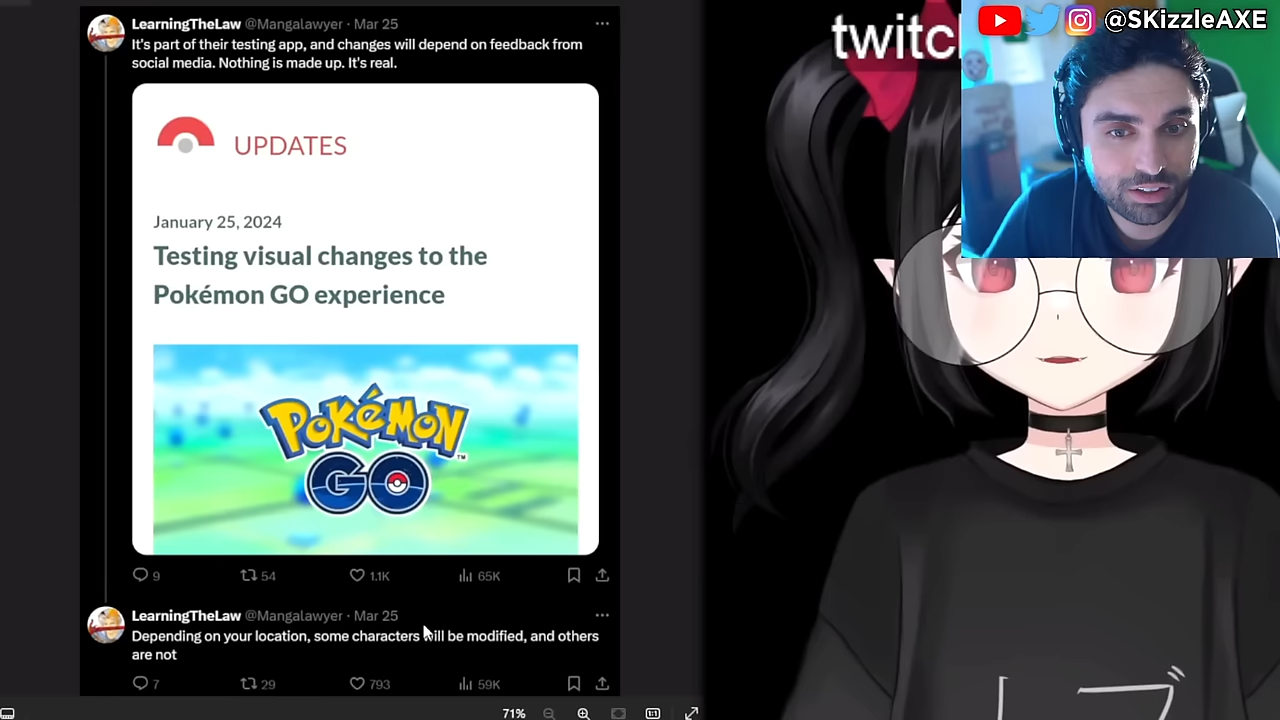 LearningTheLaw @Mangalawyer · Mar 25
It's part of their testing app, and changes will depend on feedback from
social media. Nothing is made up. It's real.
UPDATES
January 25, 2024
Testing visual changes to the
Pokémon GO experience
POKÉMON
GO
9 54 1.1K 65K
LearningTheLaw @Mangalawyer · Mar 25
Depending on your location, some characters will be modified, and others
are not
7 29 793 59K
71%
1:1
@SKizzleAXE